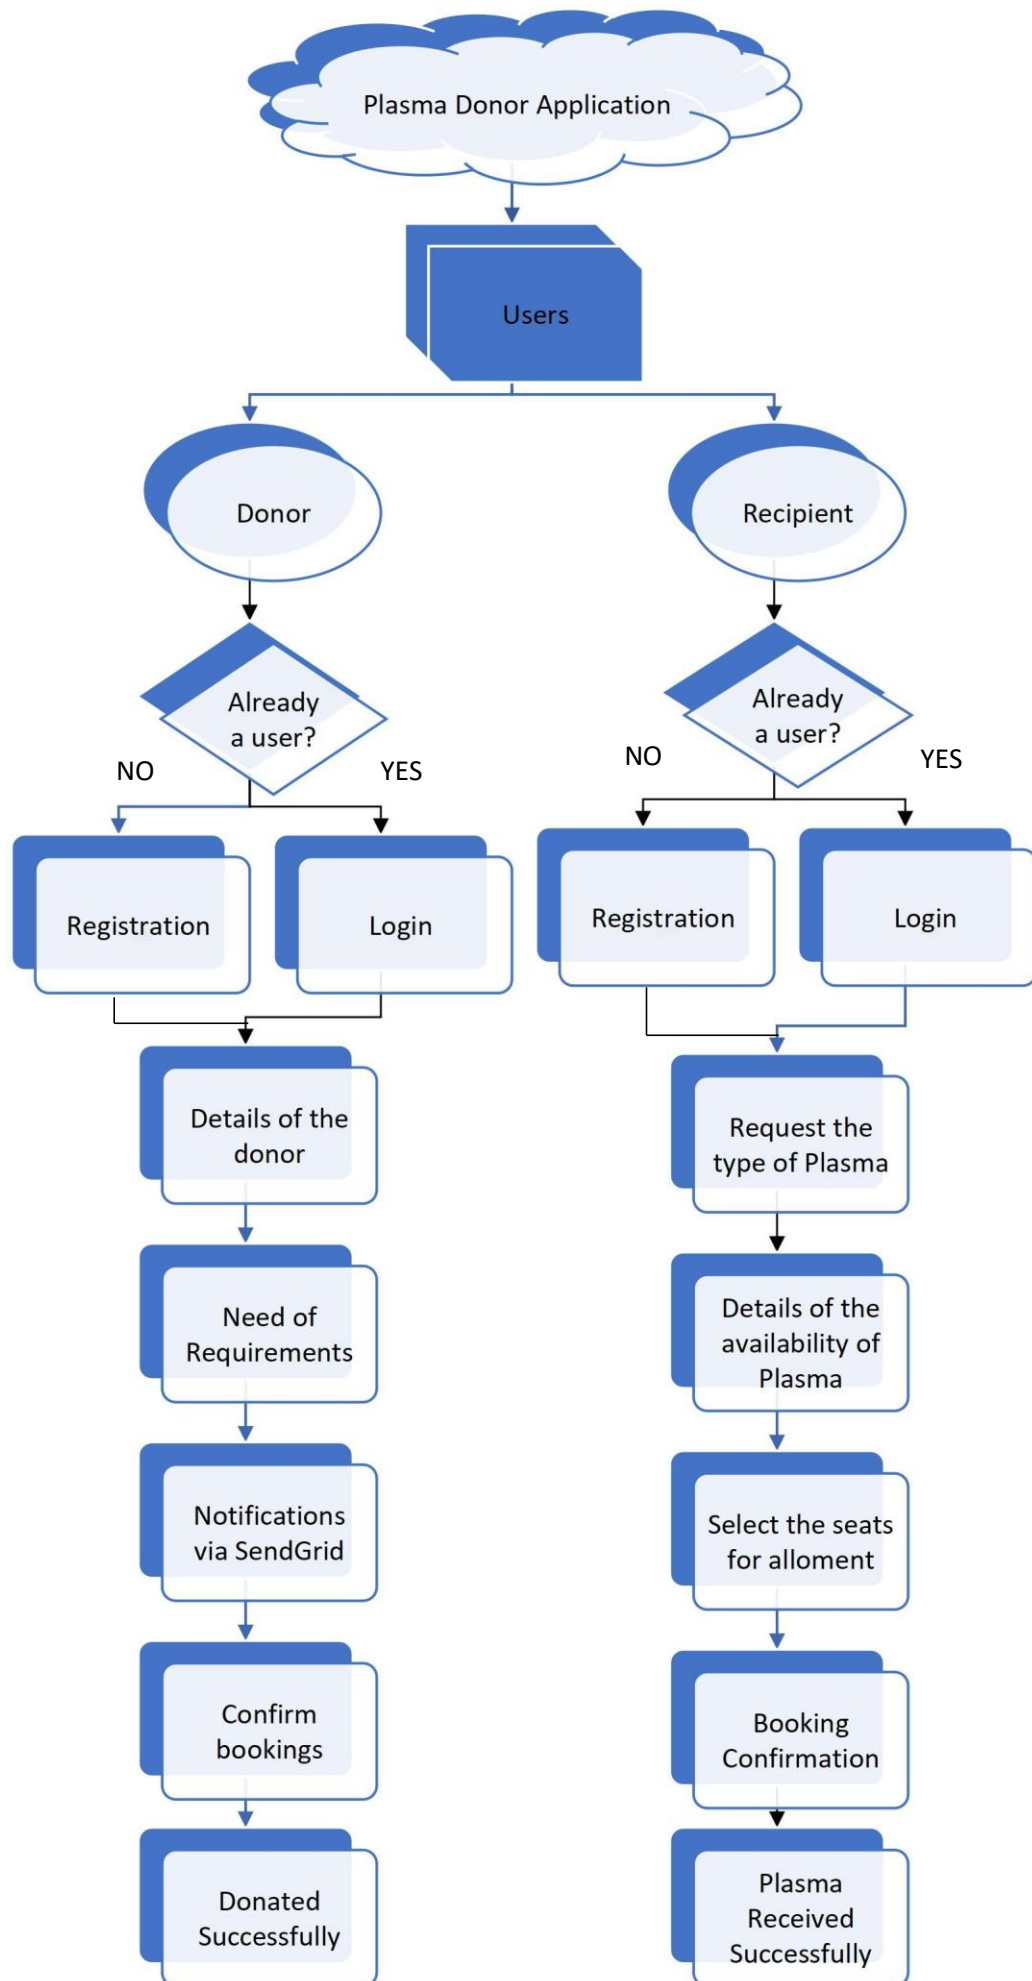 Plasma Donor Application
Users
Donor
Recipient
Already
a user?
NO
YES
Already
a user?
NO
YES
Registration
Login
Registration
Login
Details of the
donor
Request the
type of Plasma
Need of
Requirements
Details of the
availability of
Plasma
Notifications
via SendGrid
Select the seats
for alloment
Confirm
bookings
Booking
Confirmation
Donated
Successfully
Plasma
Received
Successfully